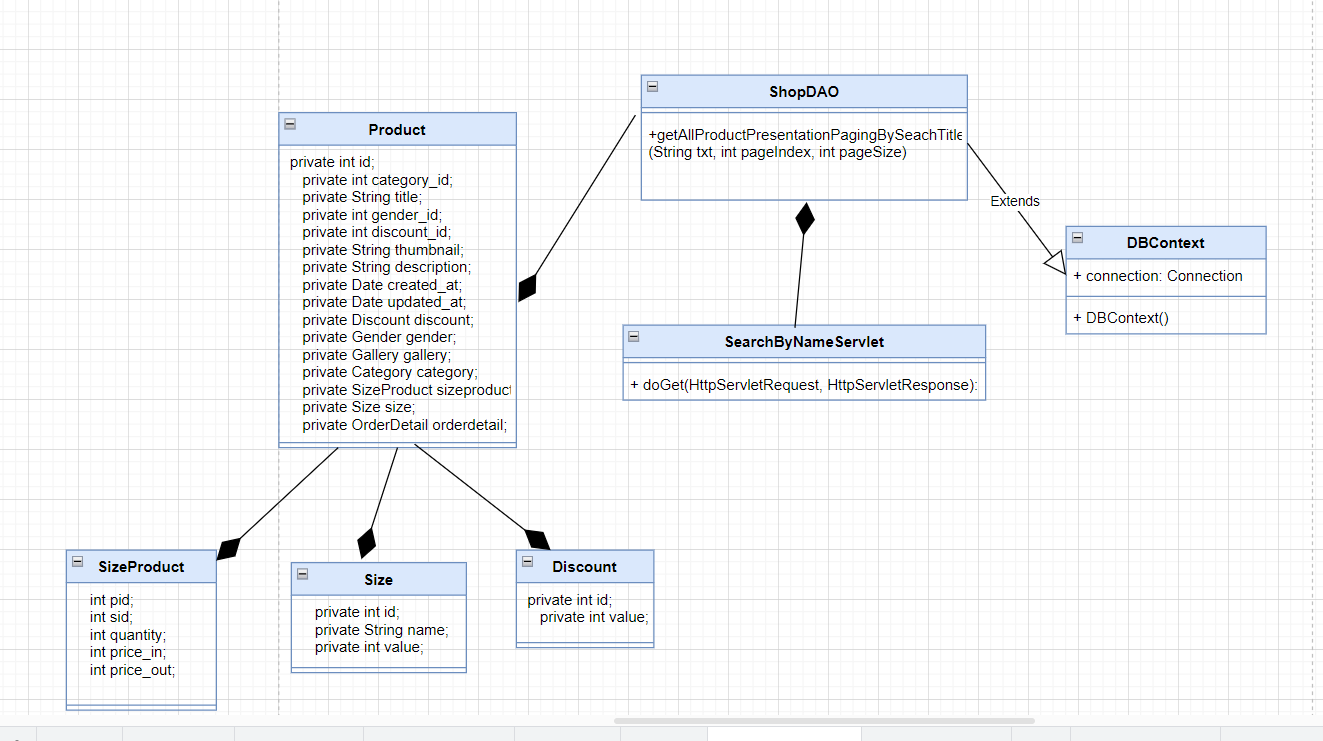 Product
private int id;
private int category_id;
private String title;
private int gender_id;
private int discount_id;
private String thumbnail;
private String description;
private Date created_at;
private Date updated_at;
private Discount discount;
private Gender gender;
private Gallery gallery;
private Category category;
private SizeProduct sizeproduct
private Size size;
private OrderDetail orderdetail;
ShopDAO
+getAllProductPresentationPagingBySeachTitle
(String txt, int pageIndex, int pageSize)
Extends
DBContext
+ connection: Connection
+ DBContext()
SearchByNameServlet
+ doGet(HttpServletRequest, HttpServletResponse):
SizeProduct
int pid;
int sid;
int quantity;
int price_in;
int price_out;
Size
private int id;
private String name;
private int value;
Discount
private int id;
private int value;